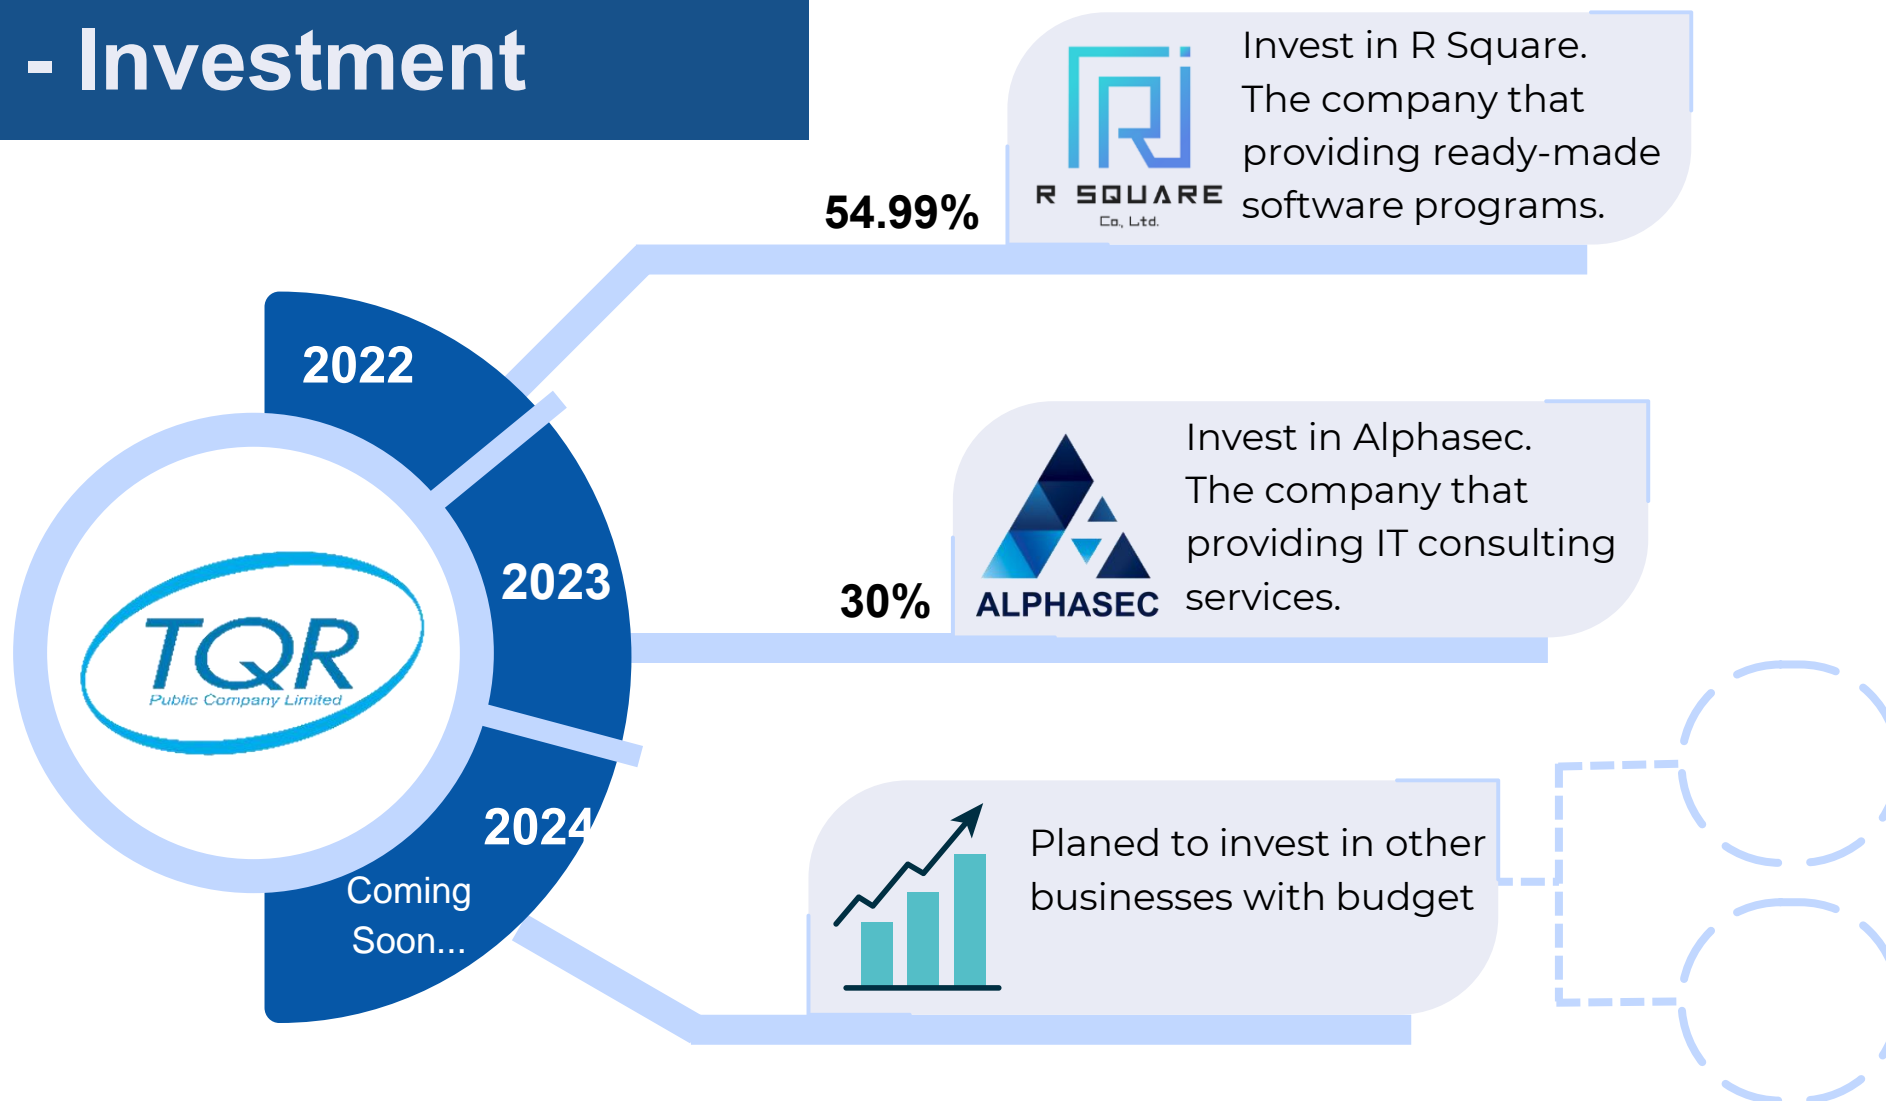 - Investment
54.99%
R SQUARE
Co., Ltd.
Invest in R Square.
The company that
providing ready-made
software programs.
2022
2023
30%
ALPHASEC
Invest in Alphasec.
The company that
providing IT consulting
services.
TQR
Public Company Limited
2024
Coming
Soon...
Planed to invest in other
businesses with budget